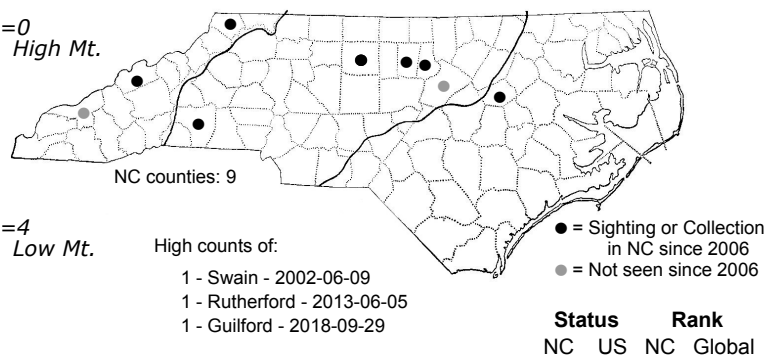 =0
High Mt.
NC counties: 9
=4
Low Mt.
High counts of:
1 - Swain - 2002-06-09
1 - Rutherford - 2013-06-05
1 - Guilford - 2018-09-29
= Sighting or Collection
in NC since 2006
= Not seen since 2006
Status Rank
NC US NC Global